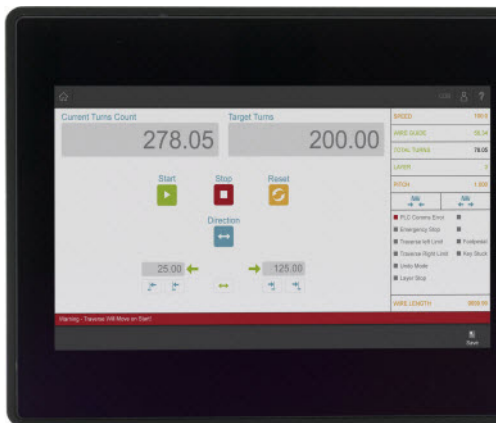 ?
Current Turns Count
Target Turns
278.05
200.00
Start
Stop
Reset
Direction
25.00
125.00
SPEED
WIRE GUIDE
TOTAL TURNS 78.05
LAYER
PITCH
PLC Comms Error
Emergency Stop
Traverse left Limit
Footpedal
Traverse Right Limit
Key Stuck
Undo Mode
Layer Stop
WIRE LENGTH
Warning - Traverse Will Move on Start!
Save